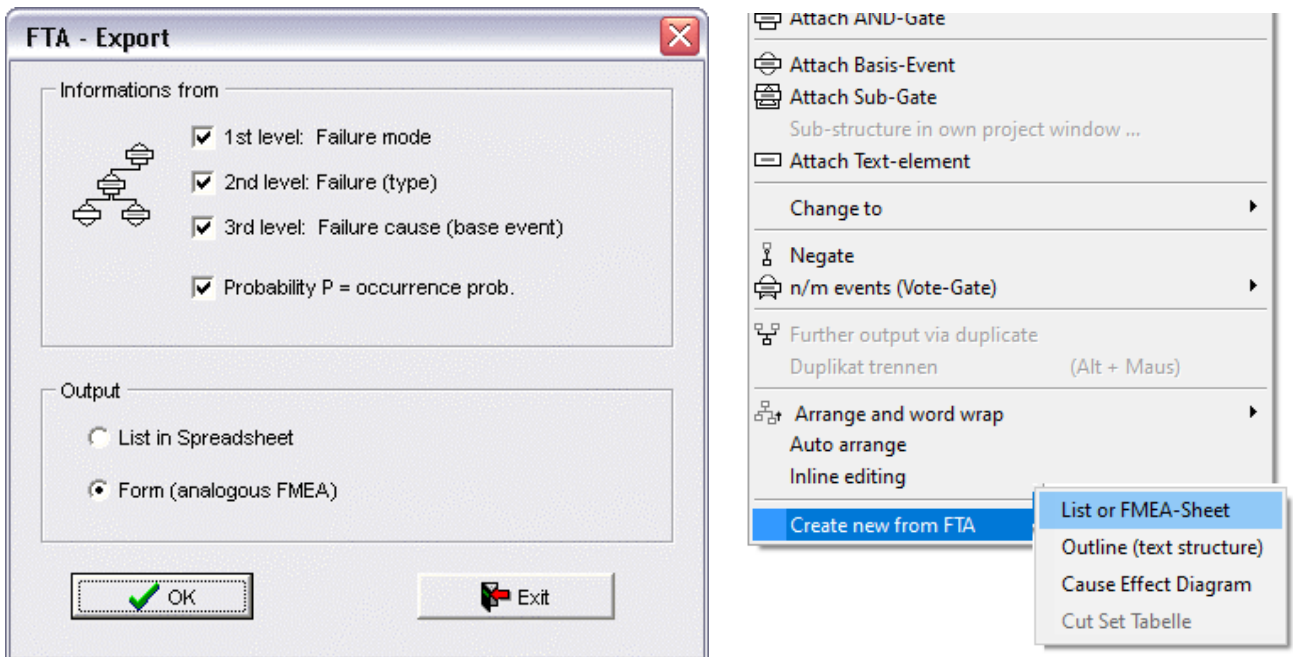 FTA - Export
Informations from
1st level:  Failure mode
2nd level: Failure (type)
3rd level:  Failure cause (base event)
Probability P = occurrence prob.
Output
List in Spreadsheet
Form (analogous FMEA)
OK
Exit
Attach AND-Gate
Attach Basis-Event
Attach Sub-Gate
Sub-structure in own project window ...
Attach Text-element
Change to
Negate
n/m events (Vote-Gate)
Further output via duplicate
Duplikat trennen (Alt + Maus)
Arrange and word wrap
Auto arrange
Inline editing
Create new from FTA
List or FMEA-Sheet
Outline (text structure)
Cause Effect Diagram
Cut Set Tabelle